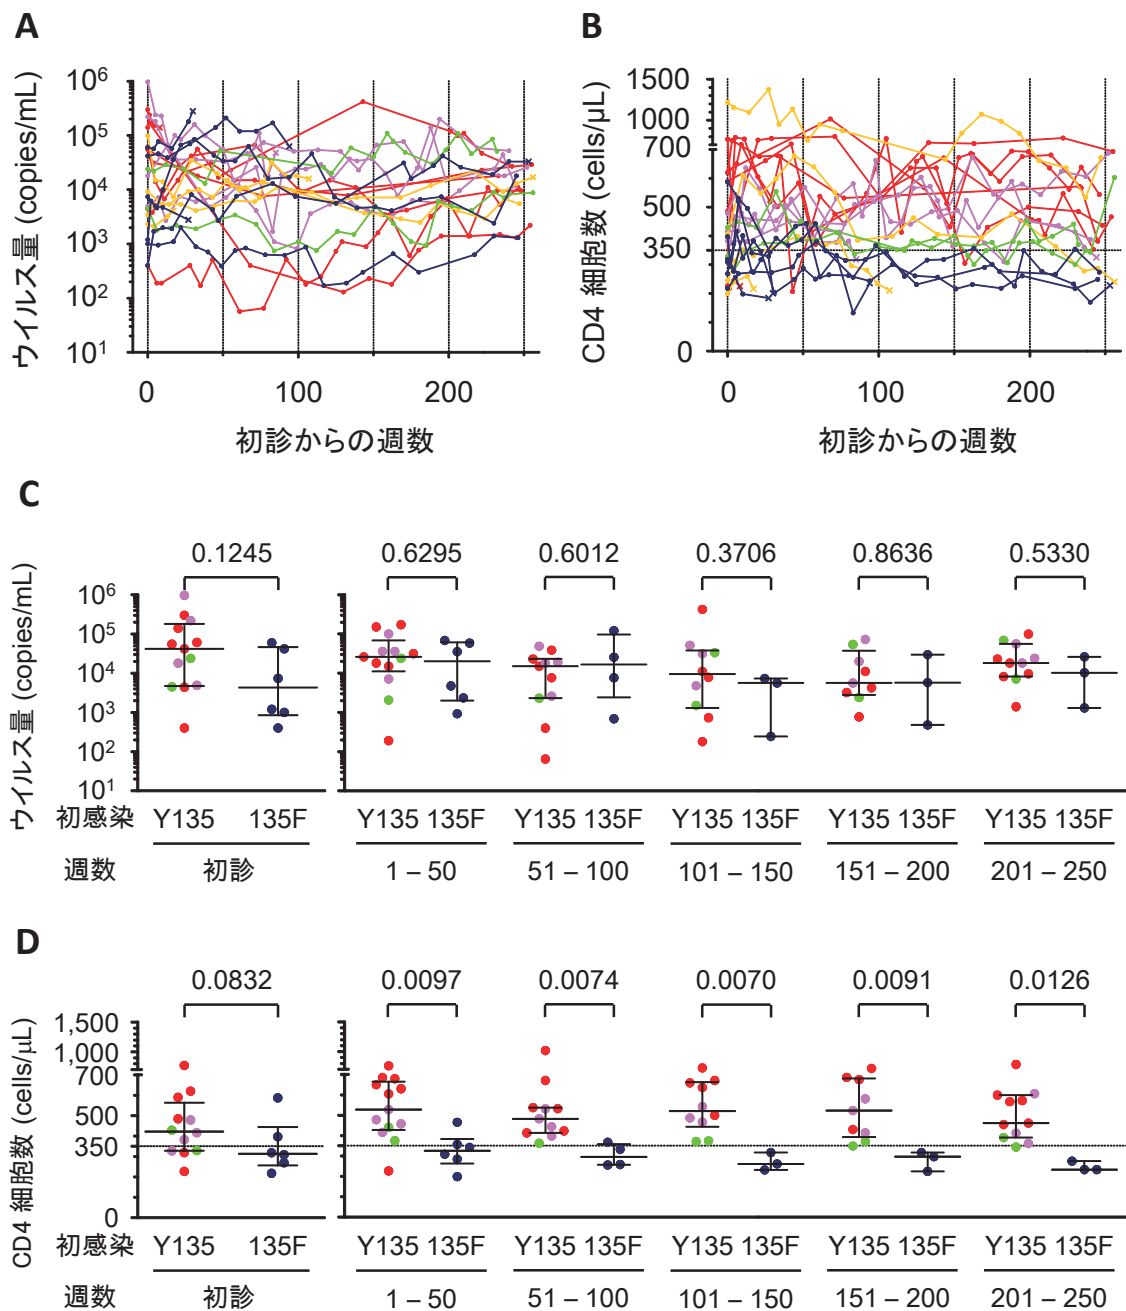 A
ウイルス量 (copies/mL)
10⁶
10⁵
10⁴
10³
10²
10¹
0 100 200
初診からの週数
B
CD4 細胞数 (cells/μL)
1500
1000
700
500
350
0
0 100 200
初診からの週数
C
0.1245 0.6295 0.6012 0.3706 0.8636 0.5330
ウイルス量 (copies/mL)
10⁶
10⁵
10⁴
10³
10²
10¹
初感染 Y135 135F Y135 135F Y135 135F Y135 135F Y135 135F Y135 135F
週数 初診 1 – 50 51 – 100 101 – 150 151 – 200 201 – 250
D
0.0832 0.0097 0.0074 0.0070 0.0091 0.0126
CD4 細胞数 (cells/μL)
1,500
1,000
700
500
350
0
初感染 Y135 135F Y135 135F Y135 135F Y135 135F Y135 135F Y135 135F
週数 初診 1 – 50 51 – 100 101 – 150 151 – 200 201 – 250